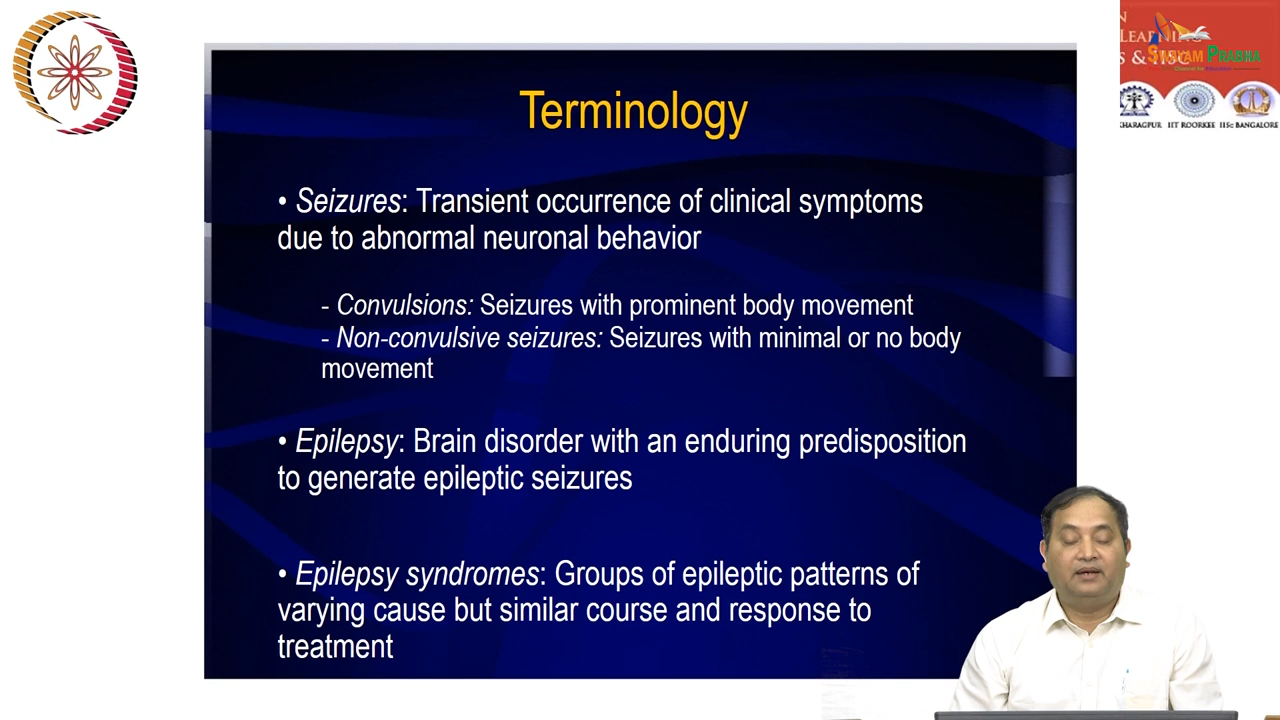 Terminology
• Seizures: Transient occurrence of clinical symptoms
due to abnormal neuronal behavior
- Convulsions: Seizures with prominent body movement
- Non-convulsive seizures: Seizures with minimal or no body
movement
• Epilepsy: Brain disorder with an enduring predisposition
to generate epileptic seizures
• Epilepsy syndromes: Groups of epileptic patterns of
varying cause but similar course and response to
treatment
SWAYAM PRABHA
KHARAGPUR IIT ROORKEE IISc BANGALORE